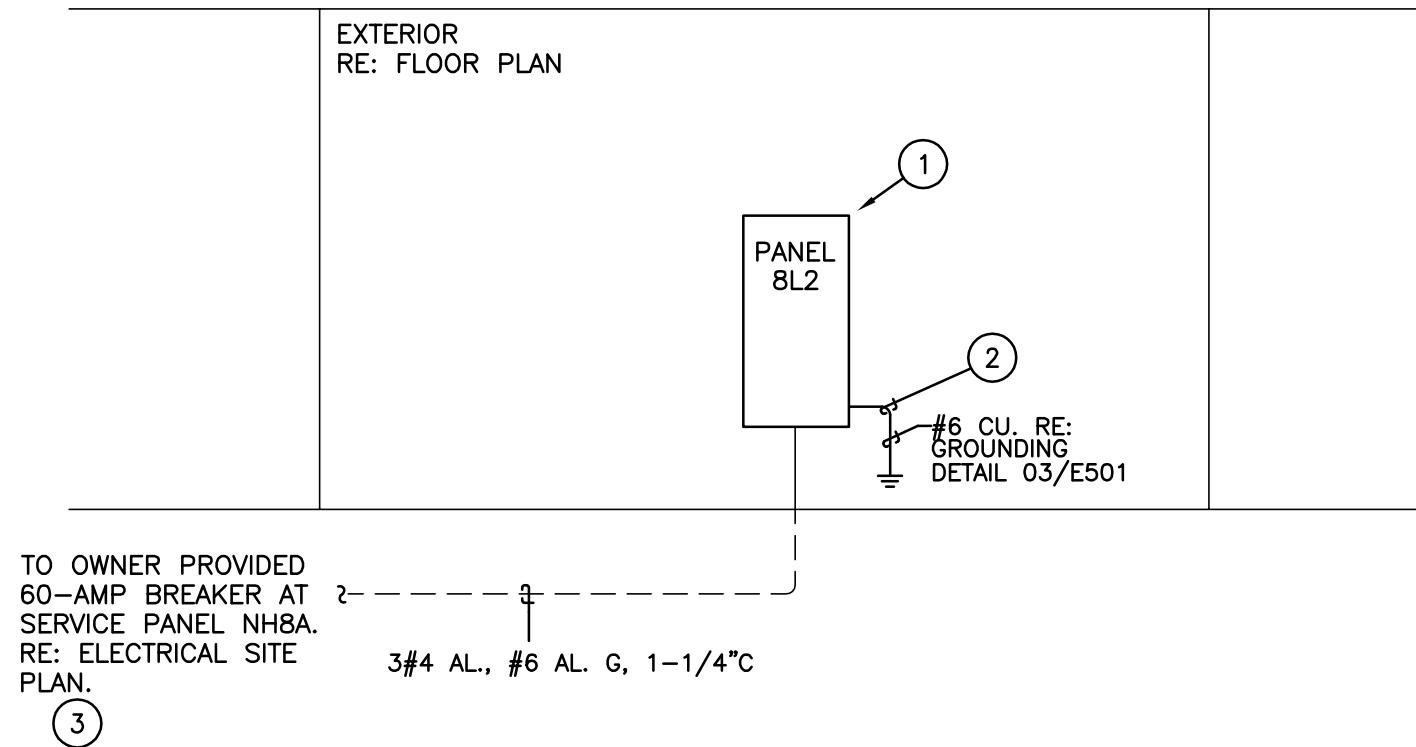 EXTERIOR
RE: FLOOR PLAN
1
PANEL
8L2
2
#6 CU. RE:
GROUNDING
DETAIL 03/E501
TO OWNER PROVIDED
60-AMP BREAKER AT
SERVICE PANEL NH8A.
RE: ELECTRICAL SITE
PLAN.
3
3#4 AL., #6 AL. G, 1-1/4"C